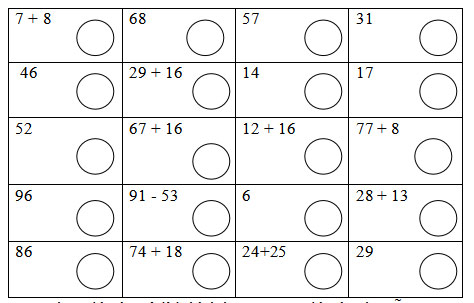 7 + 8 68 57 31
46 29 + 16 14 17
52 67 + 16 12 + 16 77 + 8
96 91 - 53 6 28 + 13
86 74 + 18 24+25 29